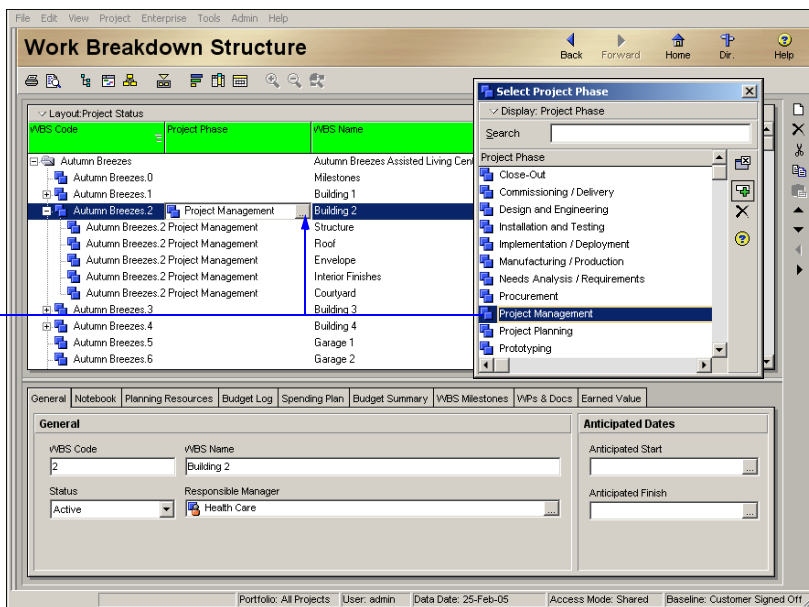 File Edit View Project Enterprise Tools Admin Help
Work Breakdown Structure
Back Forward Home Dir. Help
Layout:Project Status
WBS Code Project Phase WBS Name
Autumn Breezes Autumn Breezes Assisted Living Cen
Autumn Breezes.0 Milestones
Autumn Breezes.1 Building 1
Autumn Breezes.2 Project Management ... Building 2
Autumn Breezes.2 Project Management Structure
Autumn Breezes.2 Project Management Roof
Autumn Breezes.2 Project Management Envelope
Autumn Breezes.2 Project Management Interior Finishes
Autumn Breezes.2 Project Management Courtyard
Autumn Breezes.3 Building 3
Autumn Breezes.4 Building 4
Autumn Breezes.5 Garage 1
Autumn Breezes.6 Garage 2
Select Project Phase
Display: Project Phase
Search
Project Phase
Close-Out
Commissioning / Delivery
Design and Engineering
Installation and Testing
Implementation / Deployment
Manufacturing / Production
Needs Analysis / Requirements
Procurement
Project Management
Project Planning
Prototyping
General Notebook Planning Resources Budget Log Spending Plan Budget Summary WBS Milestones WPs & Docs Earned Value
General
WBS Code WBS Name
2 Building 2
Status Responsible Manager
Active Health Care ...
Anticipated Dates
Anticipated Start
...
Anticipated Finish
...
Portfolio: All Projects User: admin Data Date: 25-Feb-05 Access Mode: Shared Baseline: Customer Signed Off